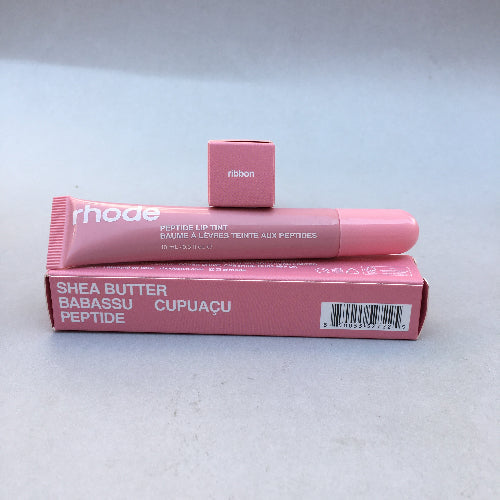 ribbon
rhode
PEPTIDE LIP TINT
BAUME À LÈVRES TEINTE AUX PEPTIDES
SHEA BUTTER
BABASSU CUPUAÇU
PEPTIDE